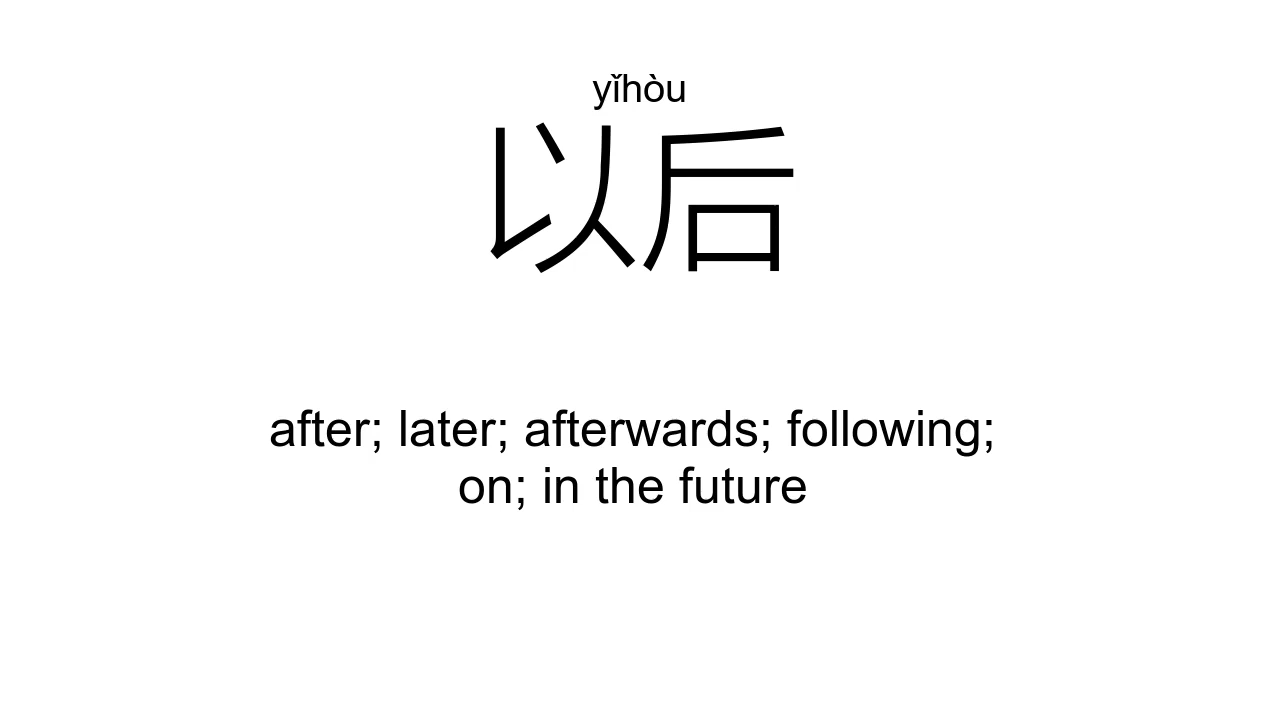 yǐhòu
以后
after; later; afterwards; following;
on; in the future